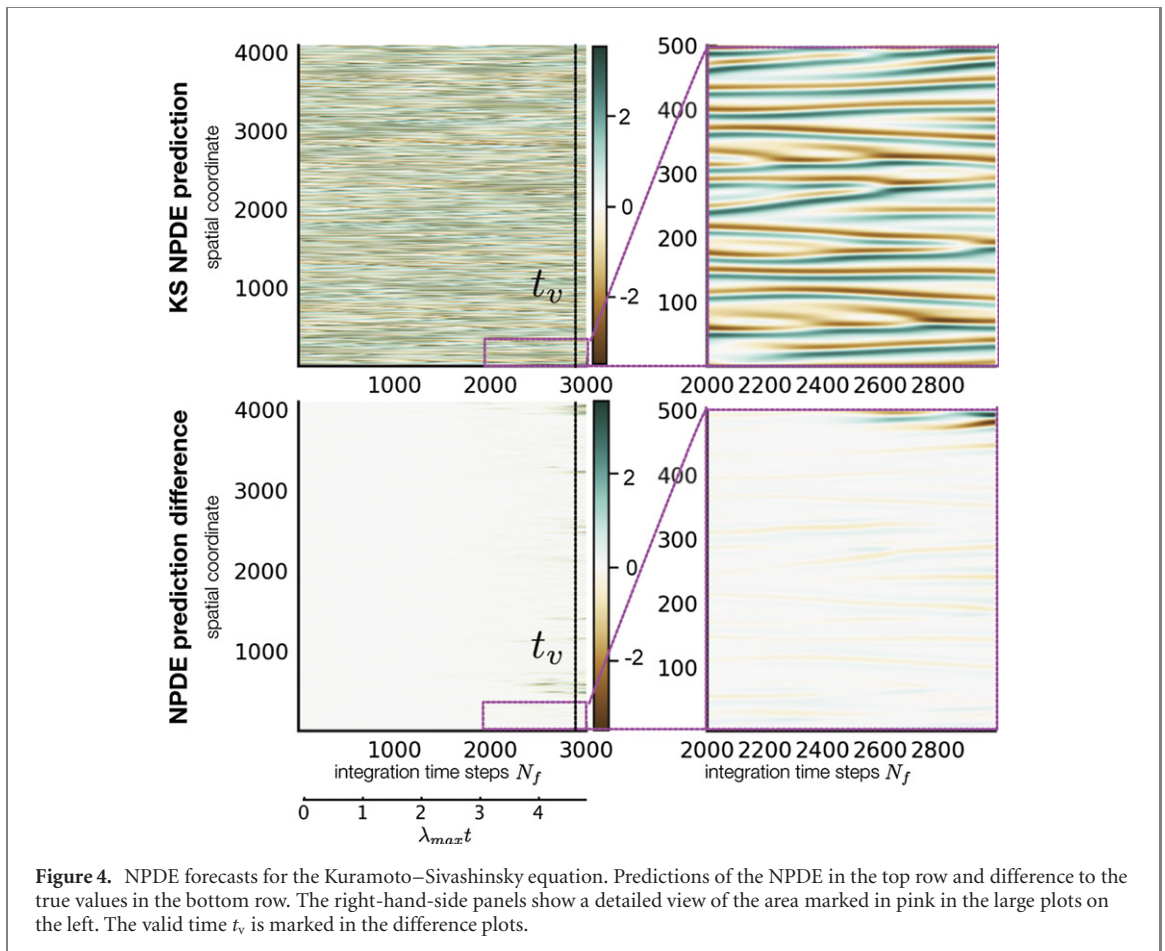 KS NPDE prediction
spatial coordinate
4000
3000
2000
1000
t_v
1000 2000 3000
2
0
-2
500
400
300
200
100
2000 2200 2400 2600 2800
NPDE prediction difference
spatial coordinate
4000
3000
2000
1000
t_v
1000 2000 3000
integration time steps N_f
2
0
-2
500
400
300
200
100
2000 2200 2400 2600 2800
integration time steps N_f
0 1 2 3 4
λ_max t
Figure 4. NPDE forecasts for the Kuramoto–Sivashinsky equation. Predictions of the NPDE in the top row and difference to the
true values in the bottom row. The right-hand-side panels show a detailed view of the area marked in pink in the large plots on
the left. The valid time t_v is marked in the difference plots.